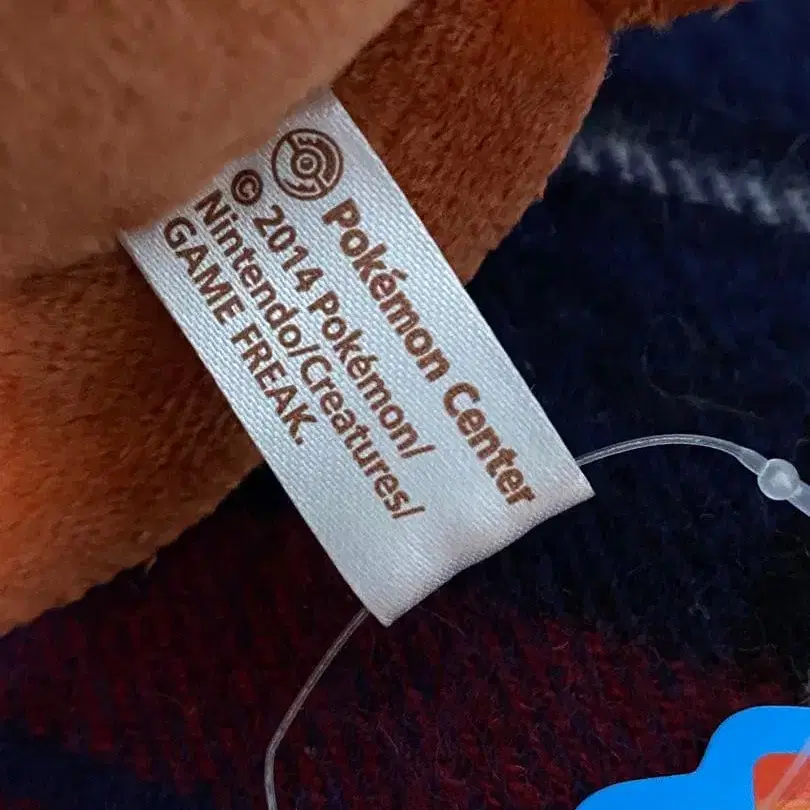 Pokémon Center
© 2014 Pokémon/
Nintendo/Creatures/
GAME FREAK.